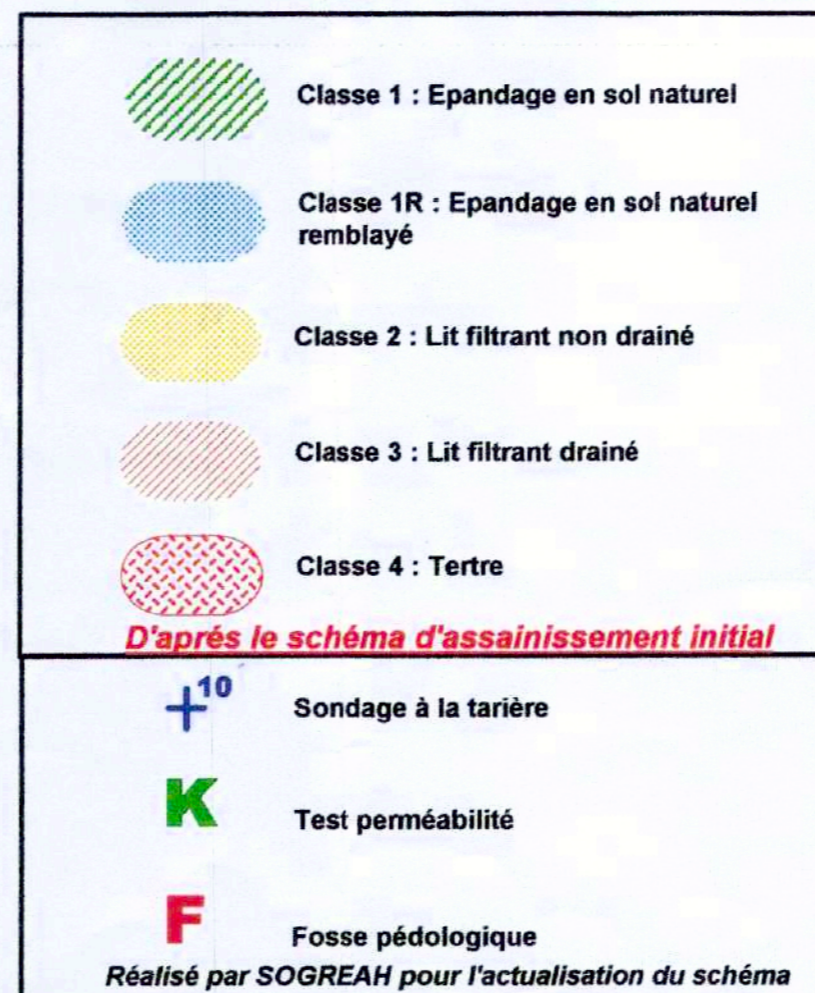 Classe 1 : Epandage en sol naturel
Classe 1R : Epandage en sol naturel
remblayé
Classe 2 : Lit filtrant non drainé
Classe 3 : Lit filtrant drainé
Classe 4 : Tertre
D'aprés le schéma d'assainissement initial
+10 Sondage à la tarière
K Test perméabilité
F Fosse pédologique
Réalisé par SOGREAH pour l'actualisation du schéma